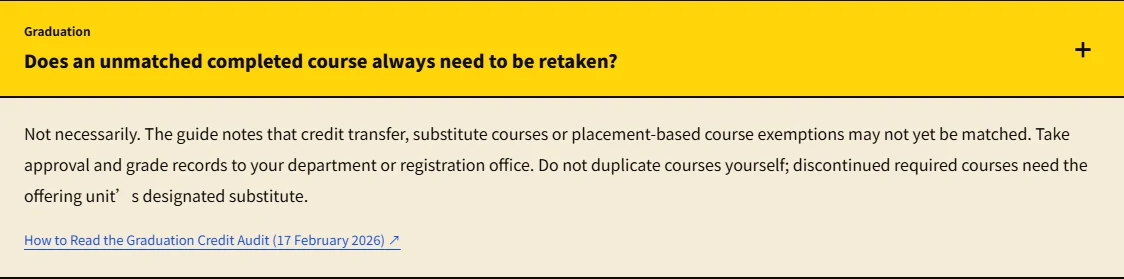 Graduation
Does an unmatched completed course always need to be retaken?
+
Not necessarily. The guide notes that credit transfer, substitute courses or placement-based course exemptions may not yet be matched. Take
approval and grade records to your department or registration office. Do not duplicate courses yourself; discontinued required courses need the
offering unit’s designated substitute.
How to Read the Graduation Credit Audit (17 February 2026) ↗